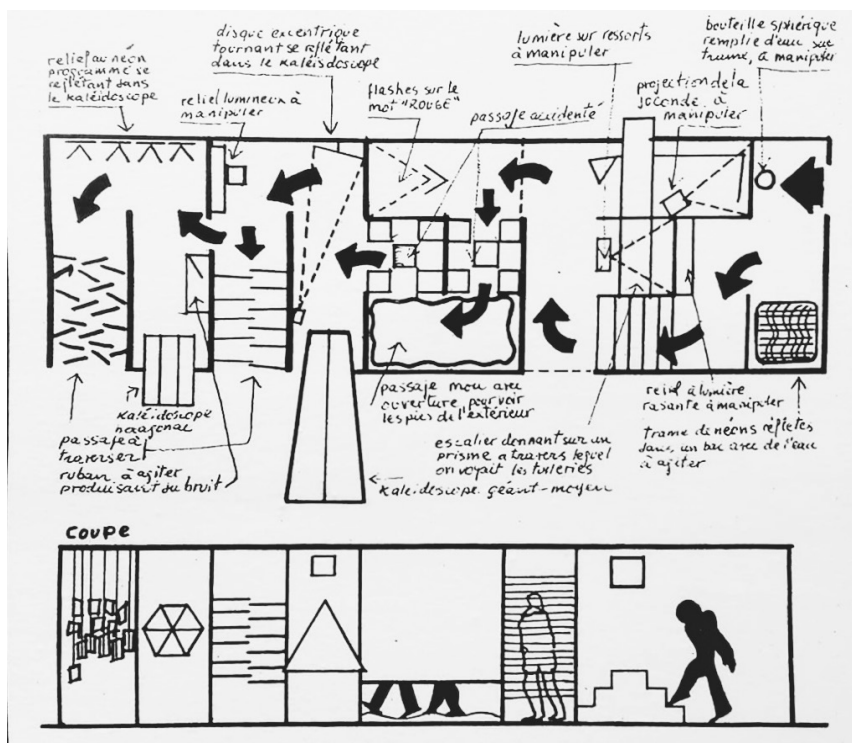 relief au néon
programmé se
reflétant dans
le kaléidoscope
disque excentrique
tournant se reflétant
dans le kaléidoscope
relief lumineux à
manipuler
flashes sur le
mot "ROUGE"
passage accidenté
lumière sur ressorts
à manipuler
bouteille sphérique
remplie d'eau sur
trame, à manipuler
projection de la
seconde à
manipuler
kaléidoscope
hexagonal
passage à
traverser
ruban à agiter
produisant du bruit
passage mou avec
ouverture pour voir
les pies de l'extérieur
escalier donnant sur un
prisme a travers lequel
on voyait les tuileries
kaleidoscope géant-moyen
relief à lumière
rasante à manipuler
trame de néons réfletés
dans un bac avec de l'eau
à agiter
coupe